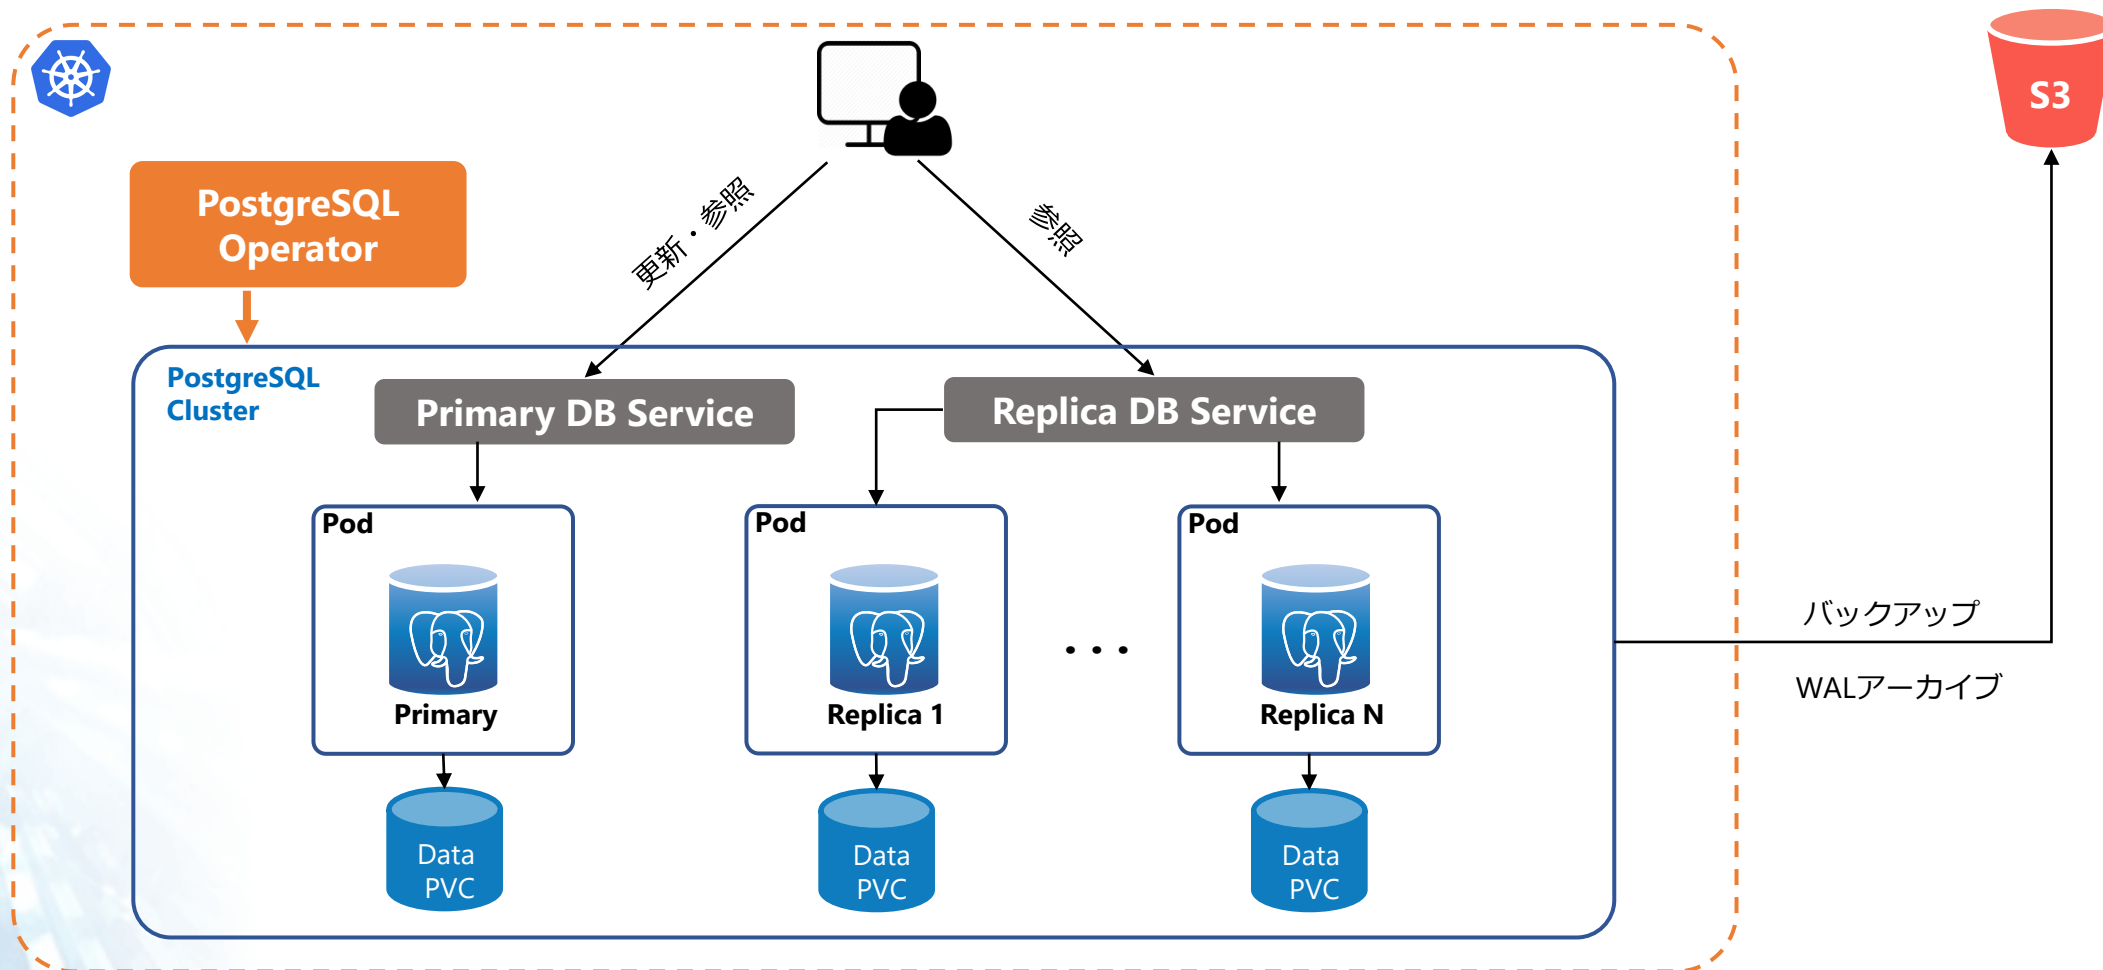 S3
PostgreSQL
Operator
更新・参照
参照
PostgreSQL
Cluster
Primary DB Service
Replica DB Service
Pod
Pod
Pod
Primary
Replica 1
・・・
Replica N
バックアップ
WALアーカイブ
Data
PVC
Data
PVC
Data
PVC